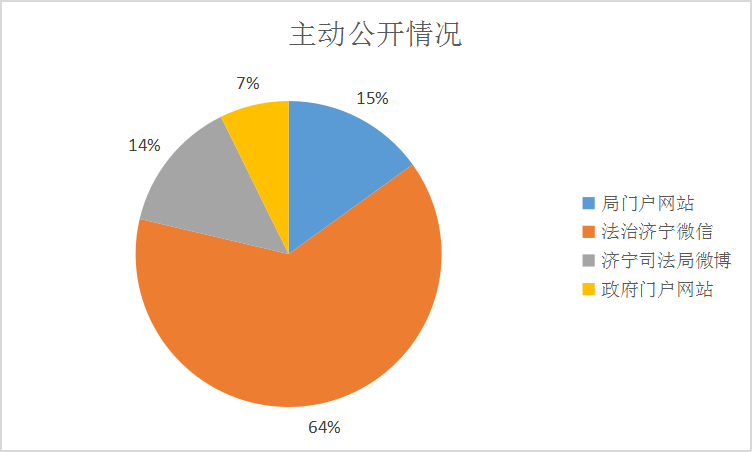 主动公开情况
7%
15%
14%
64%
局门户网站
法治济宁微信
济宁司法局微博
政府门户网站